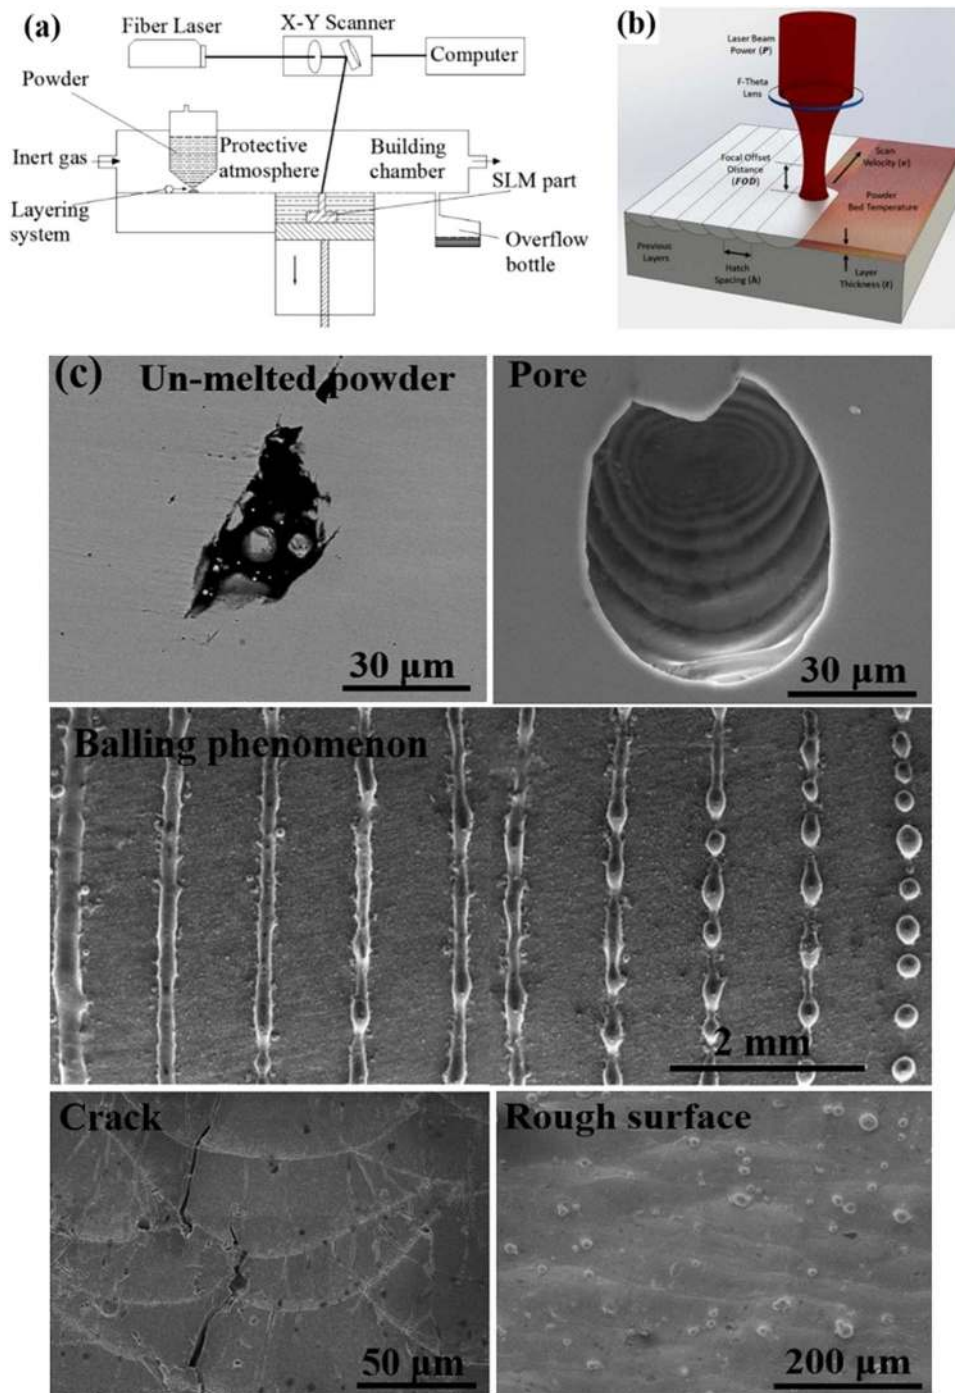 (a)
Fiber Laser
X-Y Scanner
Computer
Powder
Inert gas
Protective
atmosphere
Building
chamber
SLM part
Layering
system
Overflow
bottle
(b)
Laser Beam
Power (P)
F-Theta
Lens
Focal Offset
Distance
(FOD)
Scan
Velocity (v)
Powder
Bed Temperature
Previous
Layers
Hatch
Spacing (h)
Layer
Thickness (t)
(c)
Un-melted powder
30 μm
Pore
30 μm
Balling phenomenon
2 mm
Crack
50 μm
Rough surface
200 μm